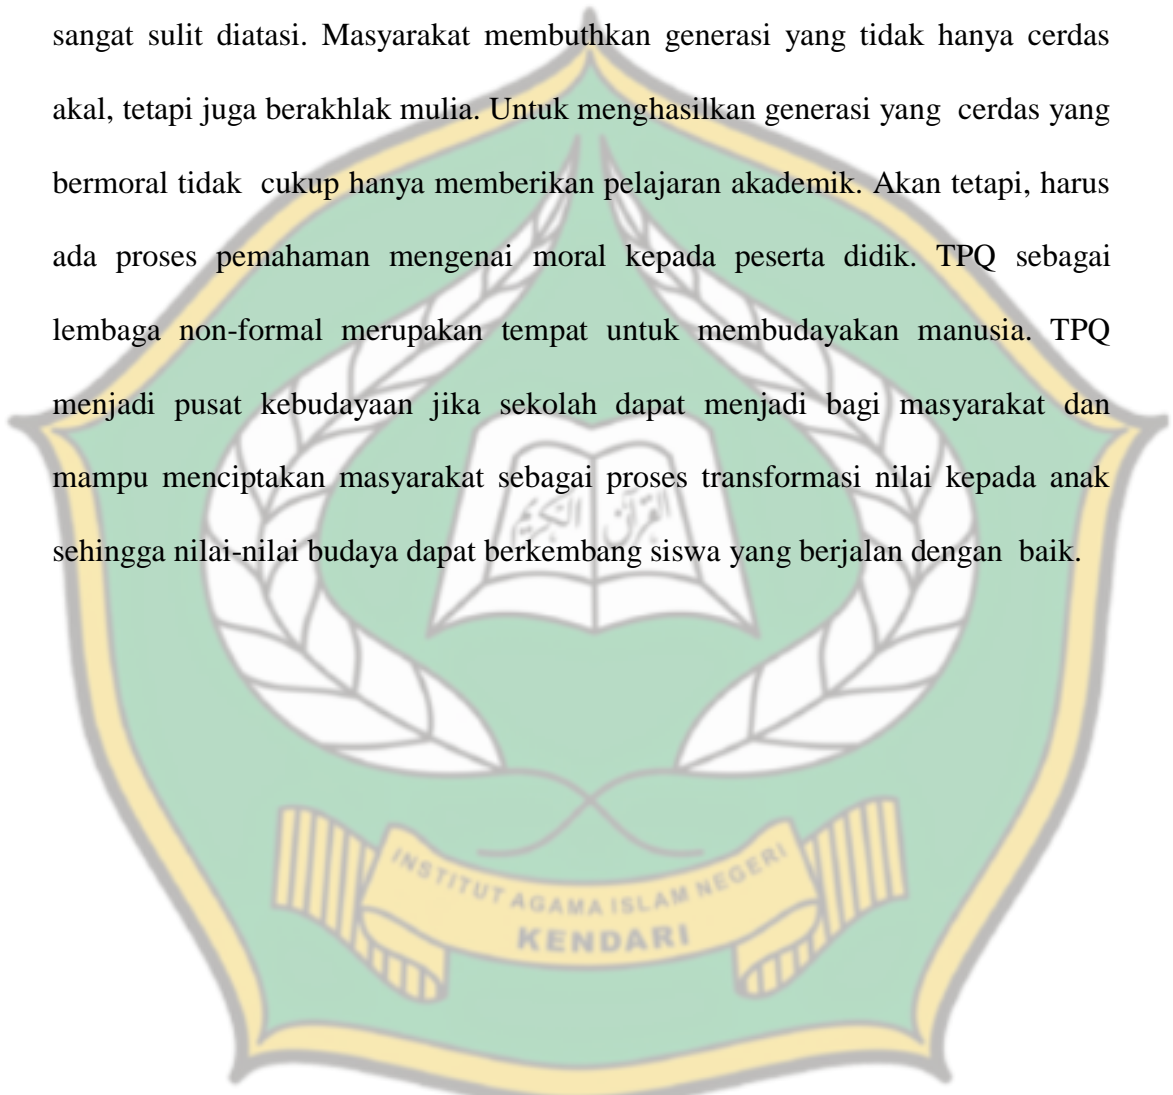 sangat sulit diatasi. Masyarakat membuthkan generasi yang tidak hanya cerdas
akal, tetapi juga berakhlak mulia. Untuk menghasilkan generasi yang  cerdas yang
bermoral tidak  cukup hanya memberikan pelajaran akademik. Akan tetapi, harus
ada proses pemahaman mengenai moral kepada peserta didik. TPQ sebagai
lembaga non-formal merupakan tempat untuk membudayakan manusia. TPQ
menjadi pusat kebudayaan jika sekolah dapat menjadi bagi masyarakat dan
mampu menciptakan masyarakat sebagai proses transformasi nilai kepada anak
القرآن الكريم
sehingga nilai-nilai budaya dapat berkembang siswa yang berjalan dengan  baik.
INSTITUT AGAMA ISLAM NEGERI
KENDARI